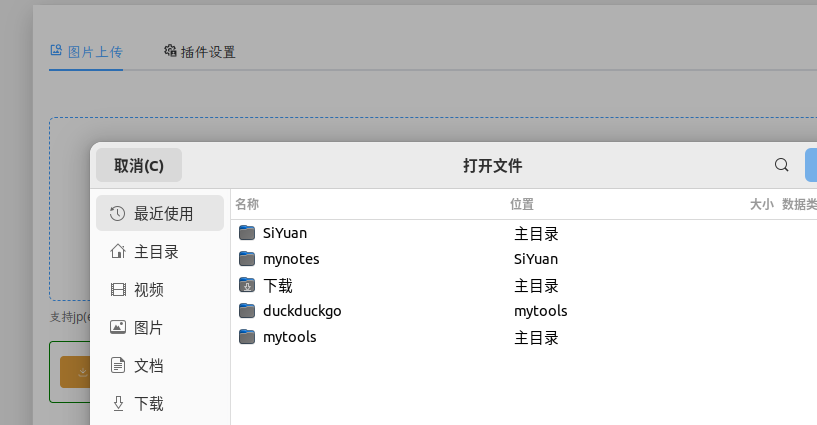 图片上传 插件设置
取消(C) 打开文件
最近使用
主目录
视频
图片
文档
下载
名称 位置 大小 数据类
SiYuan 主目录
mynotes SiYuan
下载 主目录
duckduckgo mytools
mytools 主目录
支持jp(e